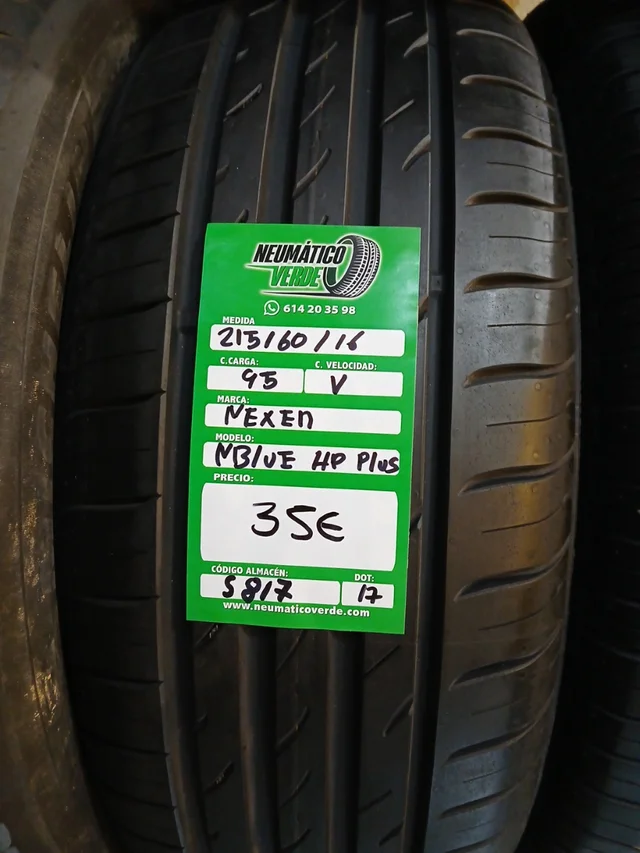 NEUMÁTICO
VERDE
614 20 35 98
MEDIDA
215/60/16
C.CARGA: C. VELOCIDAD:
95 V
MARCA:
NEXEN
MODELO:
NBIUE HP Plus
PRECIO:
35€
CÓDIGO ALMACÉN: DOT:
S817 17
www.neumaticoverde.com